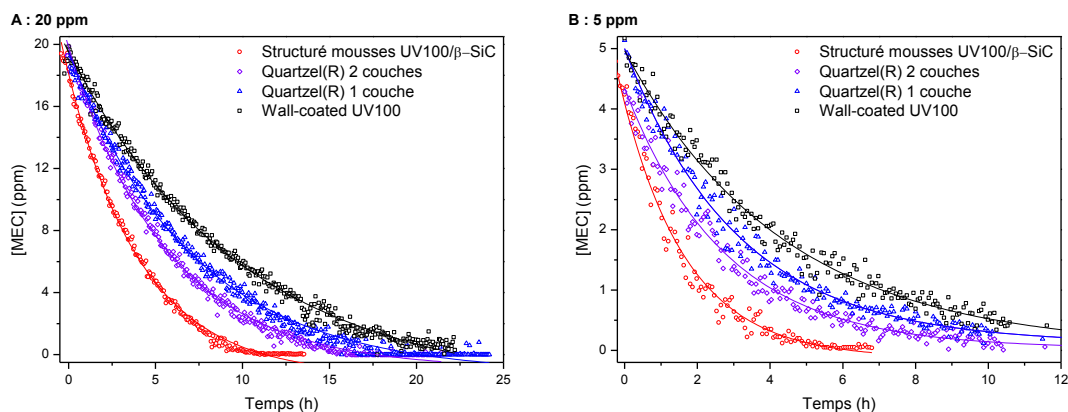 A : 20 ppm
20
16
12
8
4
0
[MEC] (ppm)
Structuré mousses UV100/β−SiC
Quartzel(R) 2 couches
Quartzel(R) 1 couche
Wall-coated UV100
0 5 10 15 20 25
Temps (h)
B : 5 ppm
5
4
3
2
1
0
[MEC] (ppm)
Structuré mousses UV100/β−SiC
Quartzel(R) 2 couches
Quartzel(R) 1 couche
Wall-coated UV100
0 2 4 6 8 10 12
Temps (h)